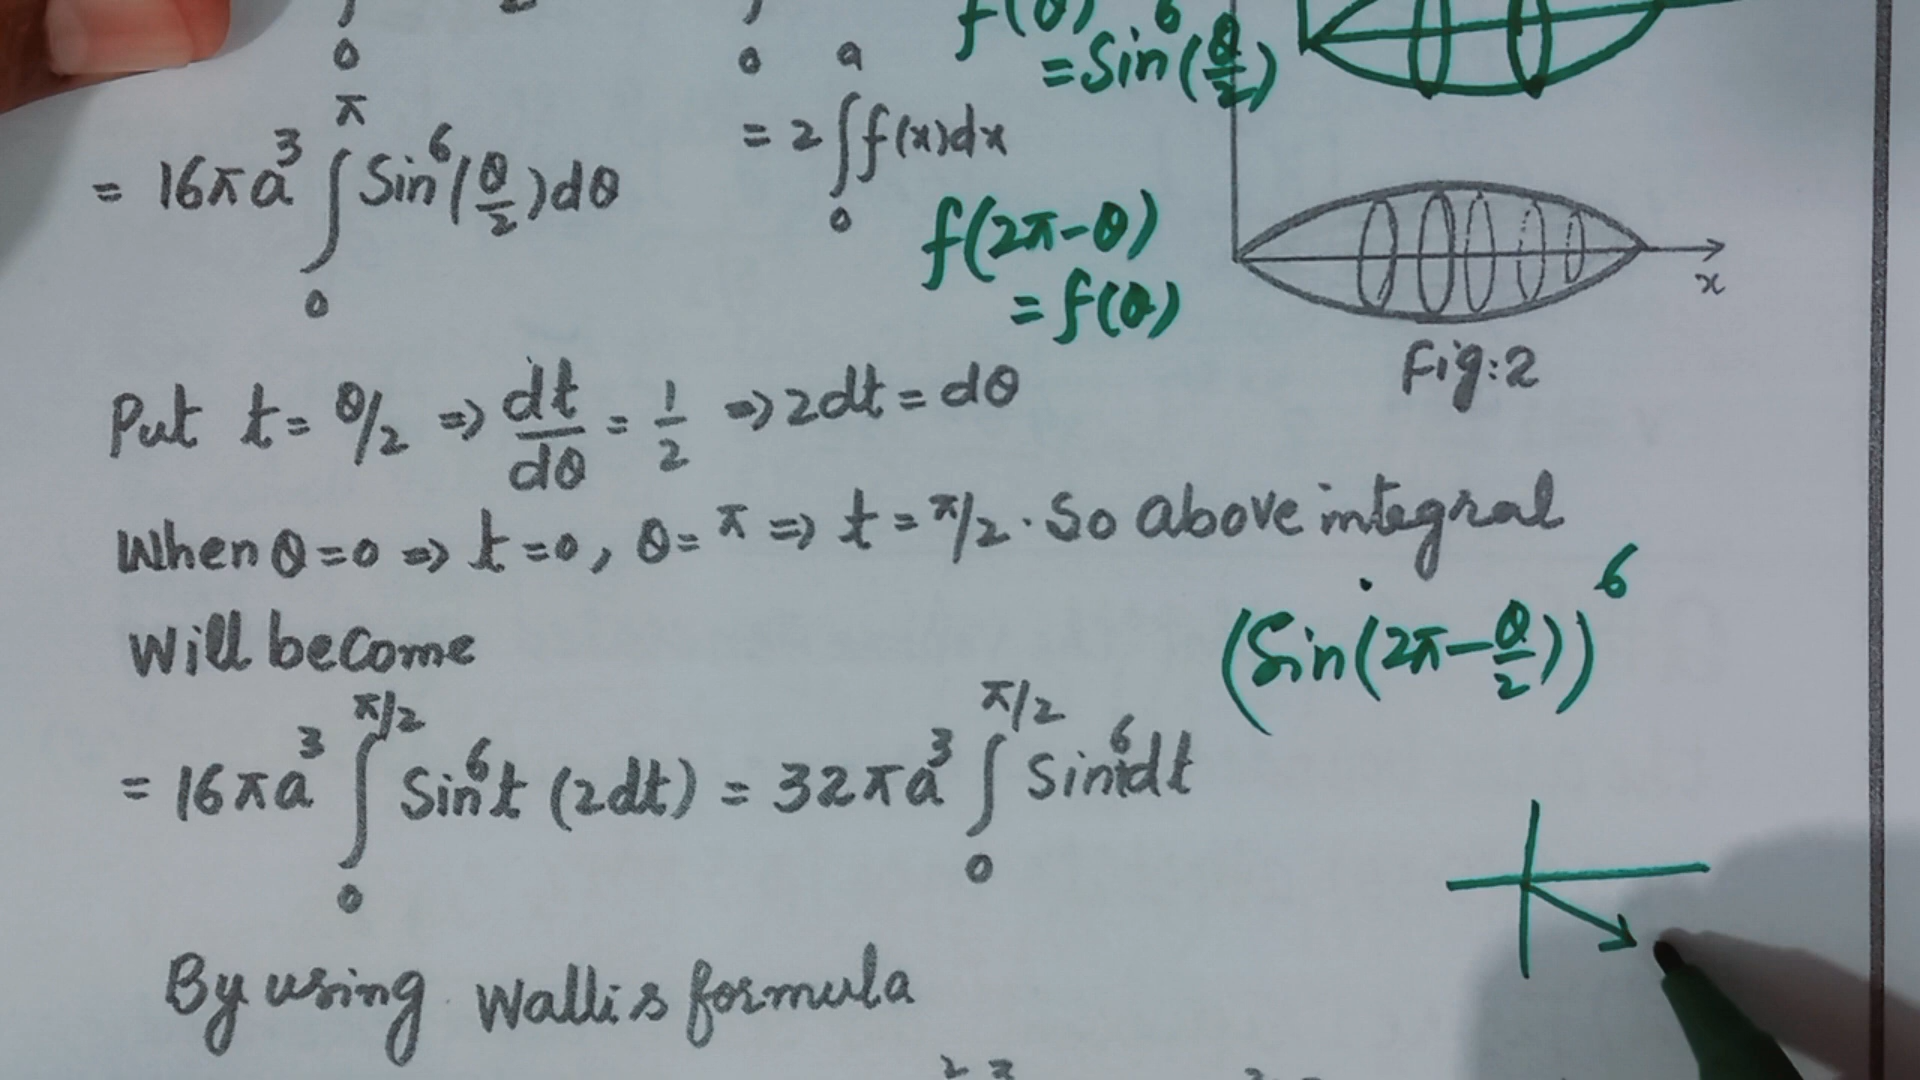 0
0 a
f(θ)
= Sin⁶(θ/2)
= 16πa³ ∫₀^π Sin⁶(θ/2)dθ
= 2∫₀^a f(x)dx
f(2π-θ)
= f(θ)
x
Fig:2
Put t = θ/2 ⇒ dt/dθ = 1/2 ⇒ 2dt = dθ
When θ=0 ⇒ t=0, θ=π ⇒ t=π/2. So above integral
will become
(Sin(2π-θ/2))⁶
= 16πa³ ∫₀^{π/2} Sin⁶t (2dt) = 32πa³ ∫₀^{π/2} Sin⁶t dt
By using Wallis formula